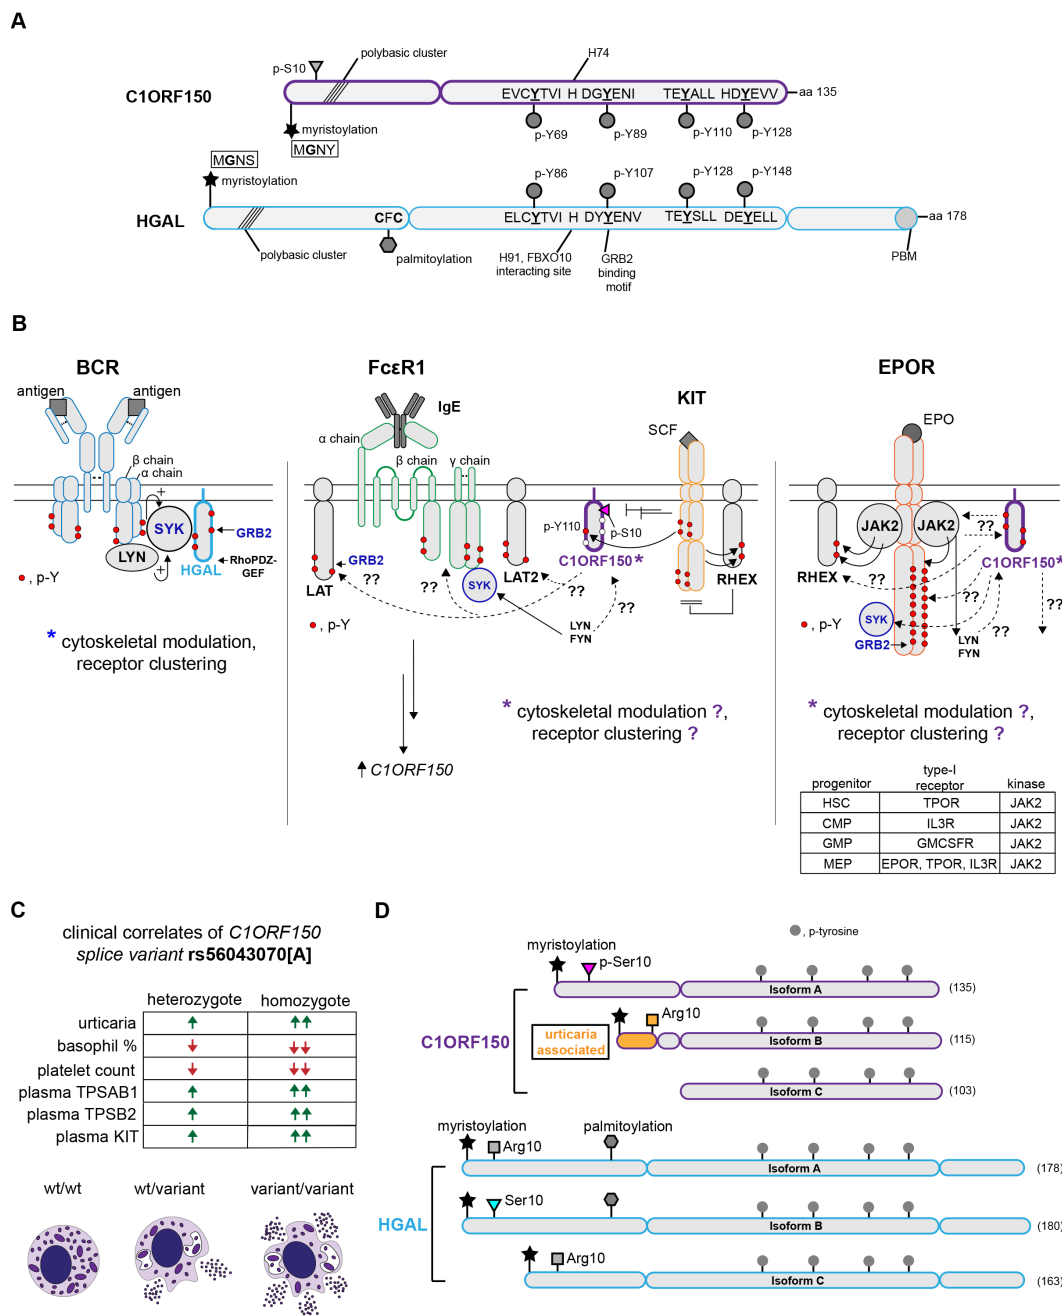 A
polybasic cluster
H74
p-S10
C1ORF150
EVCYTVI H DGYENI TEYALL HDYEVV
aa 135
myristoylation
MGNY
p-Y69
p-Y89
p-Y110
p-Y128
MGNS
myristoylation
p-Y86
p-Y107
p-Y128
p-Y148
HGAL
CFC
ELCYTVI H DYYENV TEYSLL DEYELL
aa 178
polybasic cluster
palmitoylation
H91, FBXO10
interacting site
GRB2
binding
motif
PBM
B
BCR
antigen
antigen
β chain
α chain
+
SYK
LYN
+
GRB2
RhoPDZ-
GEF
HGAL
, p-Y
* cytoskeletal modulation,
receptor clustering
FcεR1
IgE
α chain
β chain
γ chain
KIT
SCF
p-Y110
p-S10
C1ORF150*
GRB2
??
LAT
??
SYK
LAT2
??
??
RHEX
LYN
FYN
, p-Y
C1ORF150
* cytoskeletal modulation ?,
receptor clustering ?
EPOR
EPO
JAK2
JAK2
??
C1ORF150*
RHEX
??
??
??
??
SYK
, p-Y
GRB2
LYN
FYN
* cytoskeletal modulation ?,
receptor clustering ?
progenitor type-I receptor kinase
HSC TPOR JAK2
CMP IL3R JAK2
GMP GMCSFR JAK2
MEP EPOR, TPOR, IL3R JAK2
C
clinical correlates of C1ORF150
splice variant rs56043070[A]
heterozygote homozygote
urticaria
basophil %
platelet count
plasma TPSAB1
plasma TPSB2
plasma KIT
wt/wt
wt/variant
variant/variant
D
, p-tyrosine
myristoylation
p-Ser10
Isoform A
(135)
C1ORF150
urticaria
associated
Arg10
Isoform B
(115)
Isoform C
(103)
myristoylation
palmitoylation
Arg10
Isoform A
(178)
HGAL
Ser10
Isoform B
(180)
Arg10
Isoform C
(163)